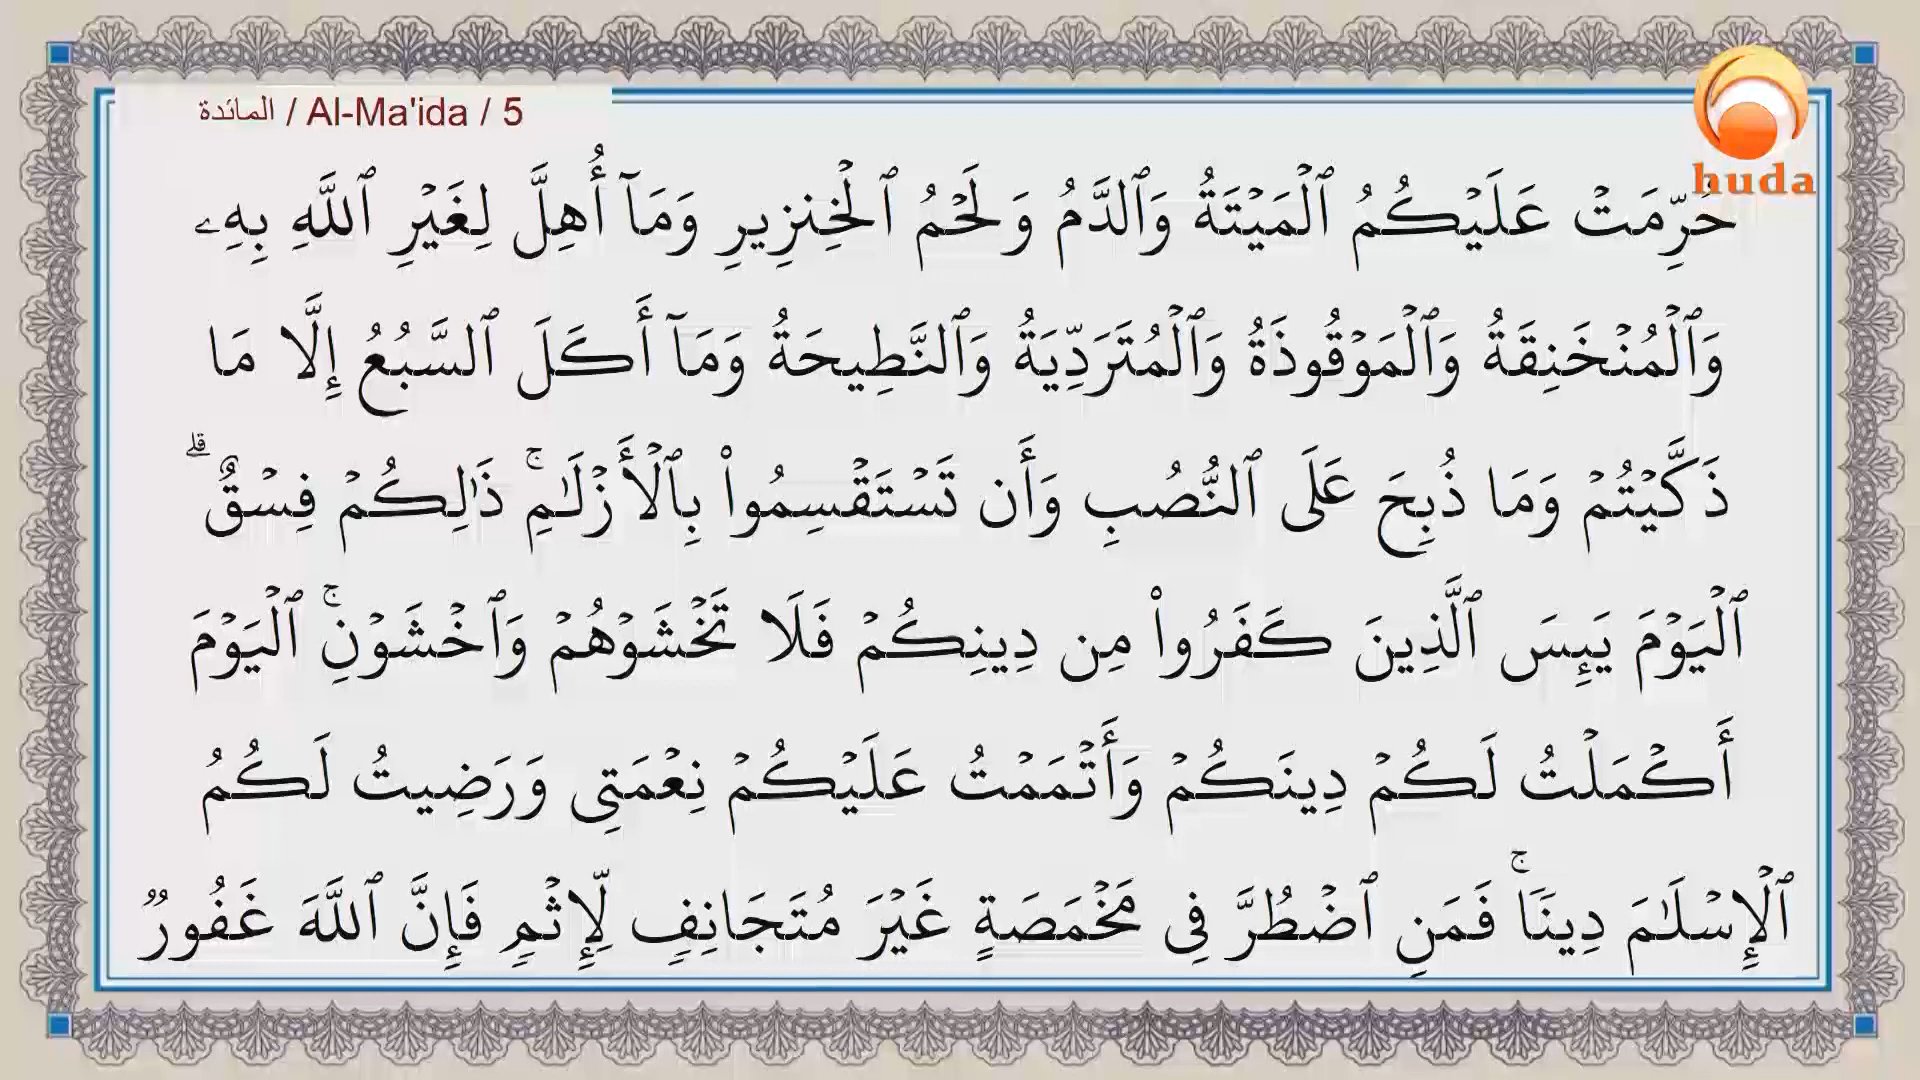 المائدة / Al-Ma'ida / 5
huda
حُرِّمَتۡ عَلَيۡكُمُ ٱلۡمَيۡتَةُ وَٱلدَّمُ وَلَحۡمُ ٱلۡخِنزِيرِ وَمَآ أُهِلَّ لِغَيۡرِ ٱللَّهِ بِهِۦ
وَٱلۡمُنۡخَنِقَةُ وَٱلۡمَوۡقُوذَةُ وَٱلۡمُتَرَدِّيَةُ وَٱلنَّطِيحَةُ وَمَآ أَكَلَ ٱلسَّبُعُ إِلَّا مَا
ذَكَّيۡتُمۡ وَمَا ذُبِحَ عَلَى ٱلنُّصُبِ وَأَن تَسۡتَقۡسِمُواْ بِٱلۡأَزۡلَٰمِۚ ذَٰلِكُمۡ فِسۡقٌۗ
ٱلۡيَوۡمَ يَئِسَ ٱلَّذِينَ كَفَرُواْ مِن دِينِكُمۡ فَلَا تَخۡشَوۡهُمۡ وَٱخۡشَوۡنِۚ ٱلۡيَوۡمَ
أَكۡمَلۡتُ لَكُمۡ دِينَكُمۡ وَأَتۡمَمۡتُ عَلَيۡكُمۡ نِعۡمَتِى وَرَضِيتُ لَكُمُ
ٱلۡإِسۡلَٰمَ دِينٗاۚ فَمَنِ ٱضۡطُرَّ فِى مَخۡمَصَةٍ غَيۡرَ مُتَجَانِفٖ لِّإِثۡمٖ فَإِنَّ ٱللَّهَ غَفُورٞ